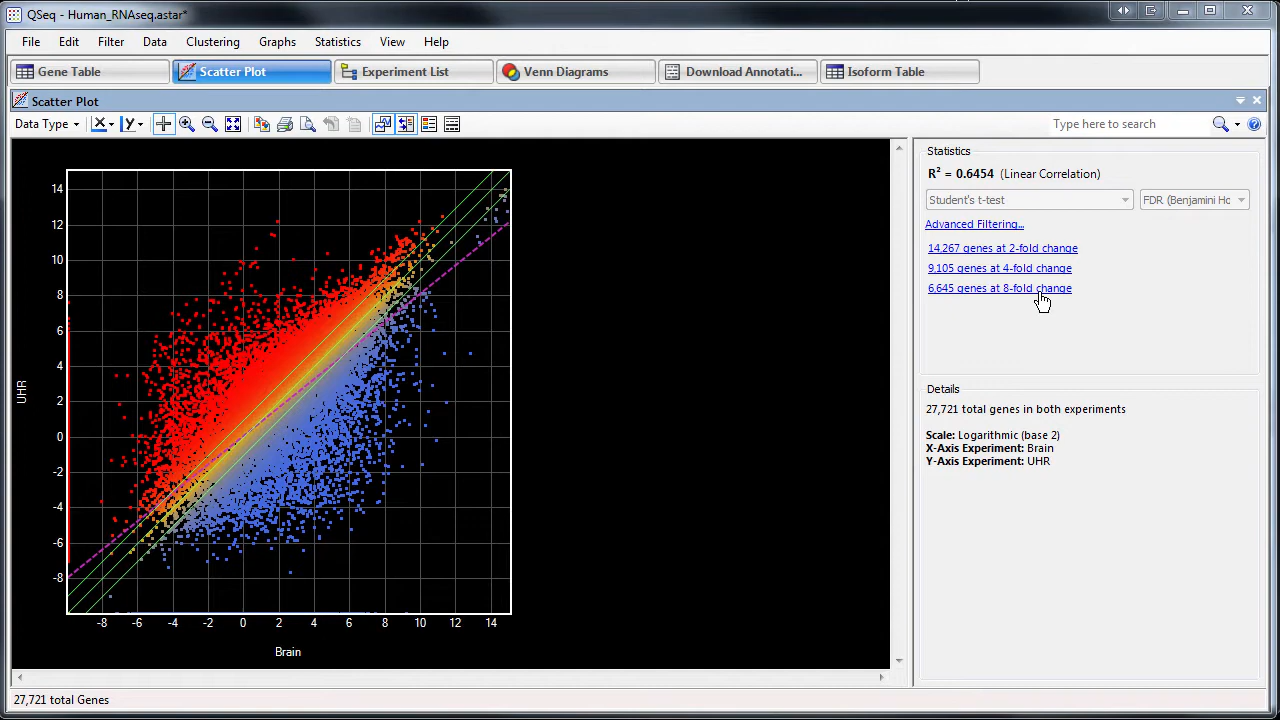 QSeq - Human_RNAseq.astar*
File Edit Filter Data Clustering Graphs Statistics View Help
Gene Table Scatter Plot Experiment List Venn Diagrams Download Annotati... Isoform Table
Scatter Plot
Data Type X Y Type here to search
Statistics
R² = 0.6454 (Linear Correlation)
Student's t-test FDR (Benjamini Hc
Advanced Filtering...
14,267 genes at 2-fold change
9,105 genes at 4-fold change
6,645 genes at 8-fold change
Details
27,721 total genes in both experiments
Scale: Logarithmic (base 2)
X-Axis Experiment: Brain
Y-Axis Experiment: UHR
14
12
10
8
6
4
2
0
-2
-4
-6
-8
UHR
-8 -6 -4 -2 0 2 4 6 8 10 12 14
Brain
27,721 total Genes